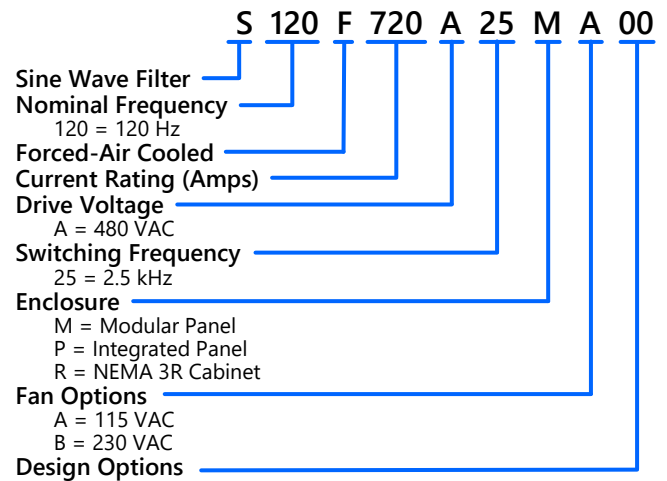 S 120 F 720 A 25 M A 00
Sine Wave Filter
Nominal Frequency
120 = 120 Hz
Forced-Air Cooled
Current Rating (Amps)
Drive Voltage
A = 480 VAC
Switching Frequency
25 = 2.5 kHz
Enclosure
M = Modular Panel
P = Integrated Panel
R = NEMA 3R Cabinet
Fan Options
A = 115 VAC
B = 230 VAC
Design Options